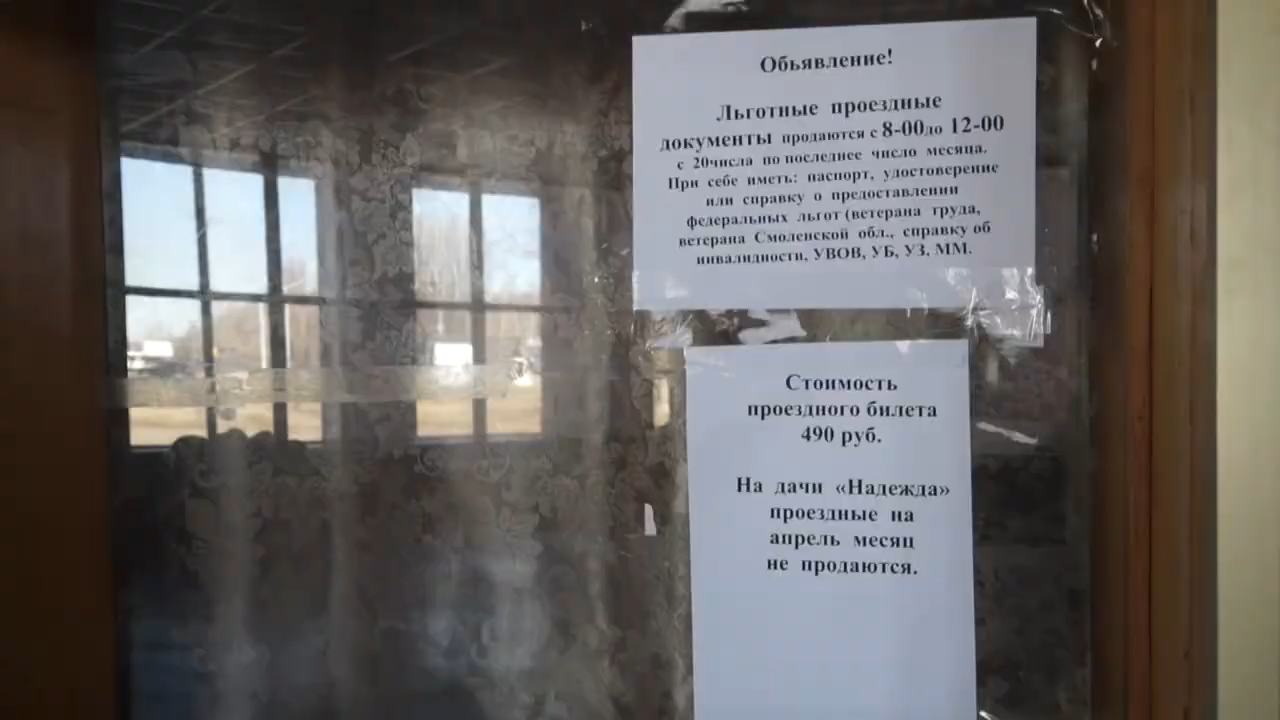 Обьявление!
Льготные проездные
документы продаются с 8-00до 12-00
с 20числа по последнее число месяца.
При себе иметь: паспорт, удостоверение
или справку о предоставлении
федеральных льгот (ветерана труда,
ветерана Смоленской обл., справку об
инвалидности, УВОВ, УБ, УЗ, ММ.
Стоимость
проездного билета
490 руб.
На дачи «Надежда»
проездные на
апрель месяц
не продаются.